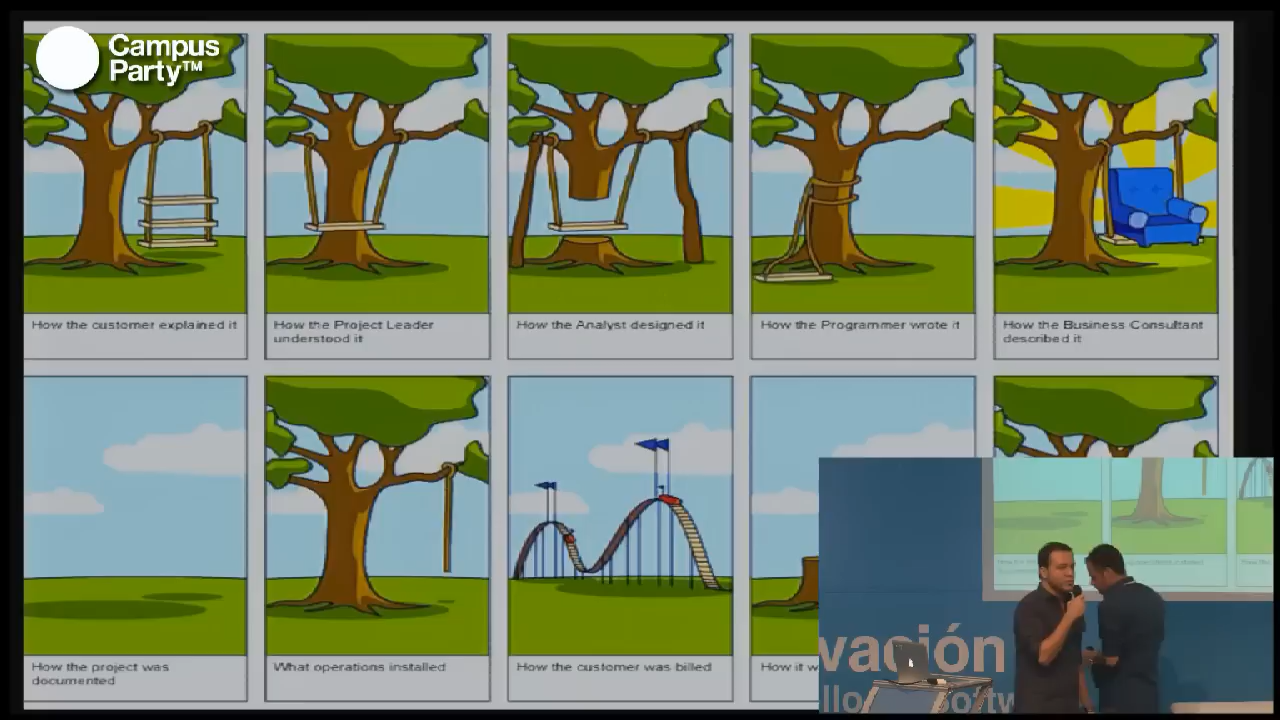 Campus
Party™
How the customer explained it
How the Project Leader
understood it
How the Analyst designed it
How the Programmer wrote it
How the Business Consultant
described it
How the project was
documented
What operations installed
How the customer was billed
How it w
vación
llo
softw